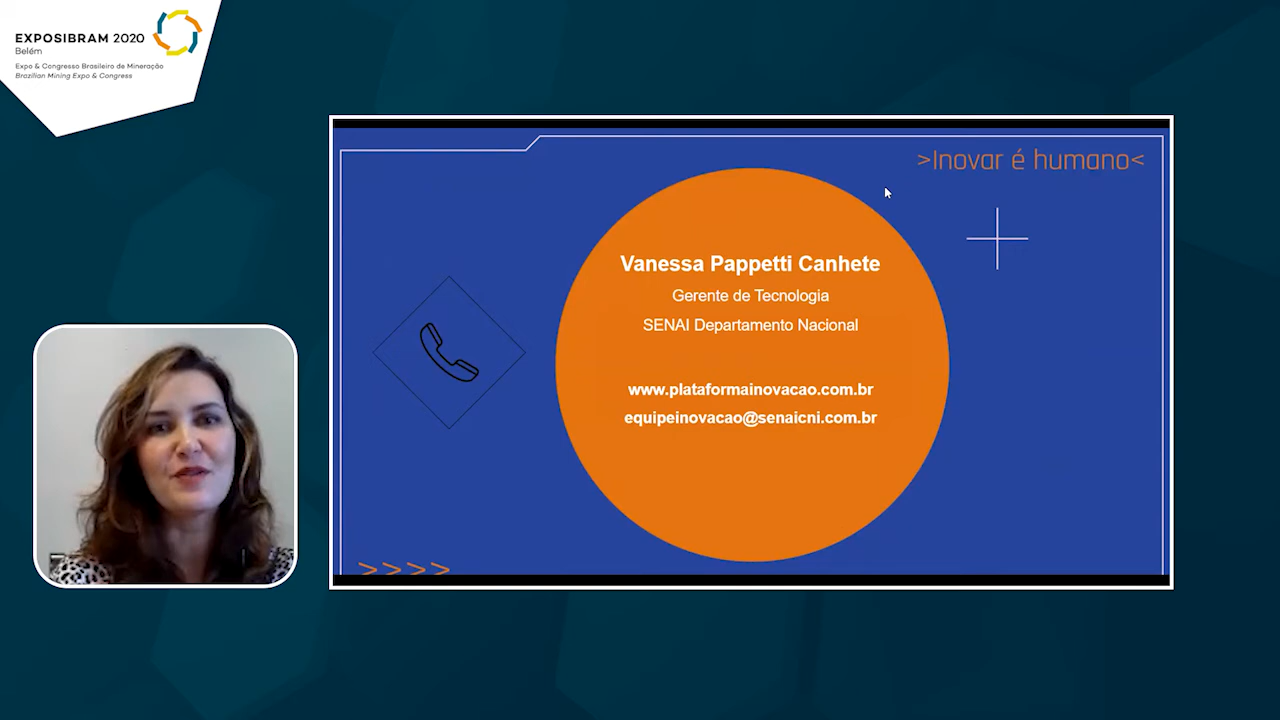 EXPOSIBRAM 2020
Belém
Expo & Congresso Brasileiro de Mineração
Brazilian Mining Expo & Congress
>Inovar é humano<
Vanessa Pappetti Canhete
Gerente de Tecnologia
SENAI Departamento Nacional
www.plataformainovacao.com.br
equipeinovacao@senaicni.com.br
>>>>